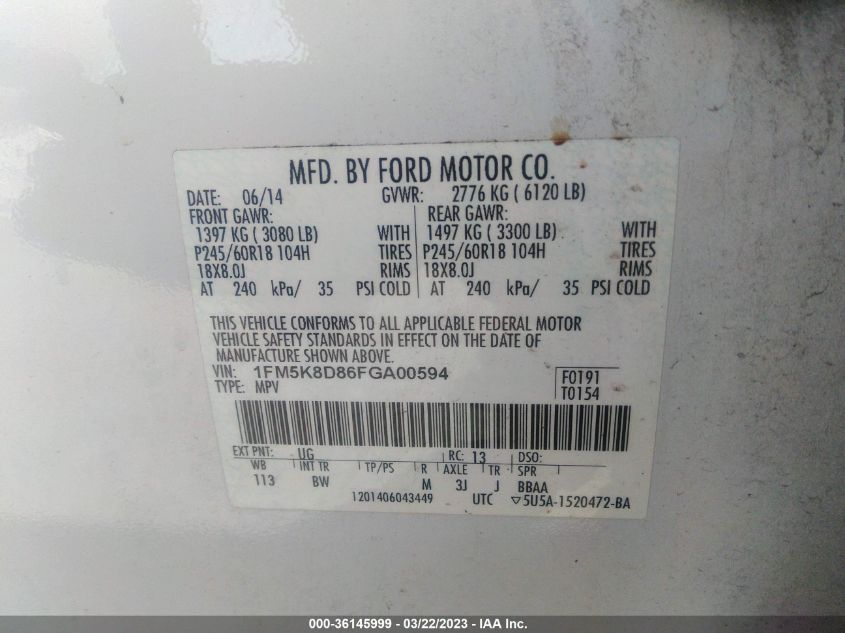 MFD. BY FORD MOTOR CO.
DATE: 06/14 GVWR: 2776 KG ( 6120 LB)
FRONT GAWR: REAR GAWR:
1397 KG ( 3080 LB) WITH 1497 KG ( 3300 LB) WITH
P245/60R18 104H TIRES P245/60R18 104H TIRES
18X8.0J RIMS 18X8.0J RIMS
AT 240 kPa/ 35 PSI COLD AT 240 kPa/ 35 PSI COLD
THIS VEHICLE CONFORMS TO ALL APPLICABLE FEDERAL MOTOR
VEHICLE SAFETY STANDARDS IN EFFECT ON THE DATE OF
MANUFACTURE SHOWN ABOVE.
VIN: 1FM5K8D86FGA00594 F0191
TYPE: MPV T0154
EXT PNT: UG RC: 13 DSO:
WB INT TR TP/PS R AXLE TR SPR
113 BW M 3J J BBAA
1201406043449 UTC ▽5U5A-1520472-BA
000-36145999 - 03/22/2023 - IAA Inc.